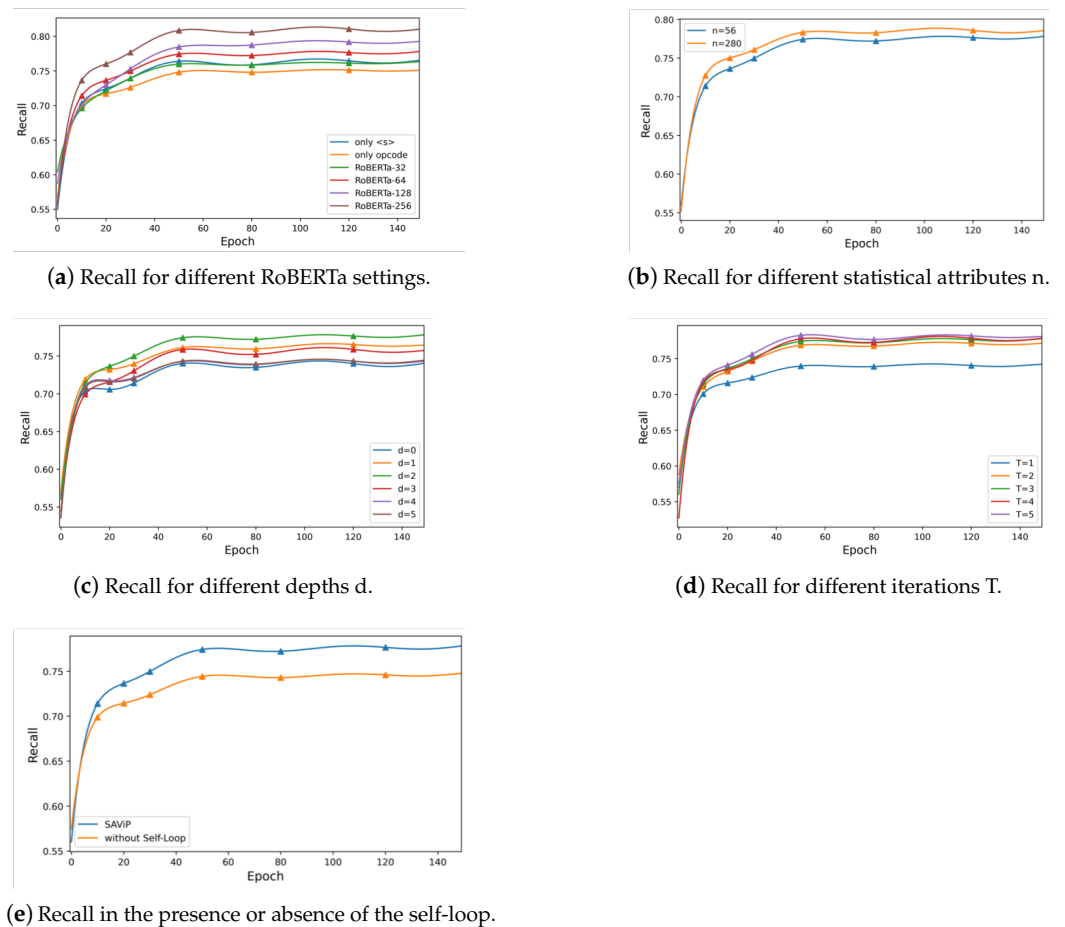 0.80
0.75
0.70
0.65
0.60
0.55
Recall
only <s>
only opcode
RoBERTa-32
RoBERTa-64
RoBERTa-128
RoBERTa-256
0 20 40 60 80 100 120 140
Epoch
(a) Recall for different RoBERTa settings.
0.80
0.75
0.70
0.65
0.60
0.55
Recall
n=56
n=280
0 20 40 60 80 100 120 140
Epoch
(b) Recall for different statistical attributes n.
0.75
0.70
0.65
0.60
0.55
Recall
d=0
d=1
d=2
d=3
d=4
d=5
0 20 40 60 80 100 120 140
Epoch
(c) Recall for different depths d.
0.75
0.70
0.65
0.60
0.55
Recall
T=1
T=2
T=3
T=4
T=5
0 20 40 60 80 100 120 140
Epoch
(d) Recall for different iterations T.
0.75
0.70
0.65
0.60
0.55
Recall
SAViP
without Self-Loop
0 20 40 60 80 100 120 140
Epoch
(e) Recall in the presence or absence of the self-loop.